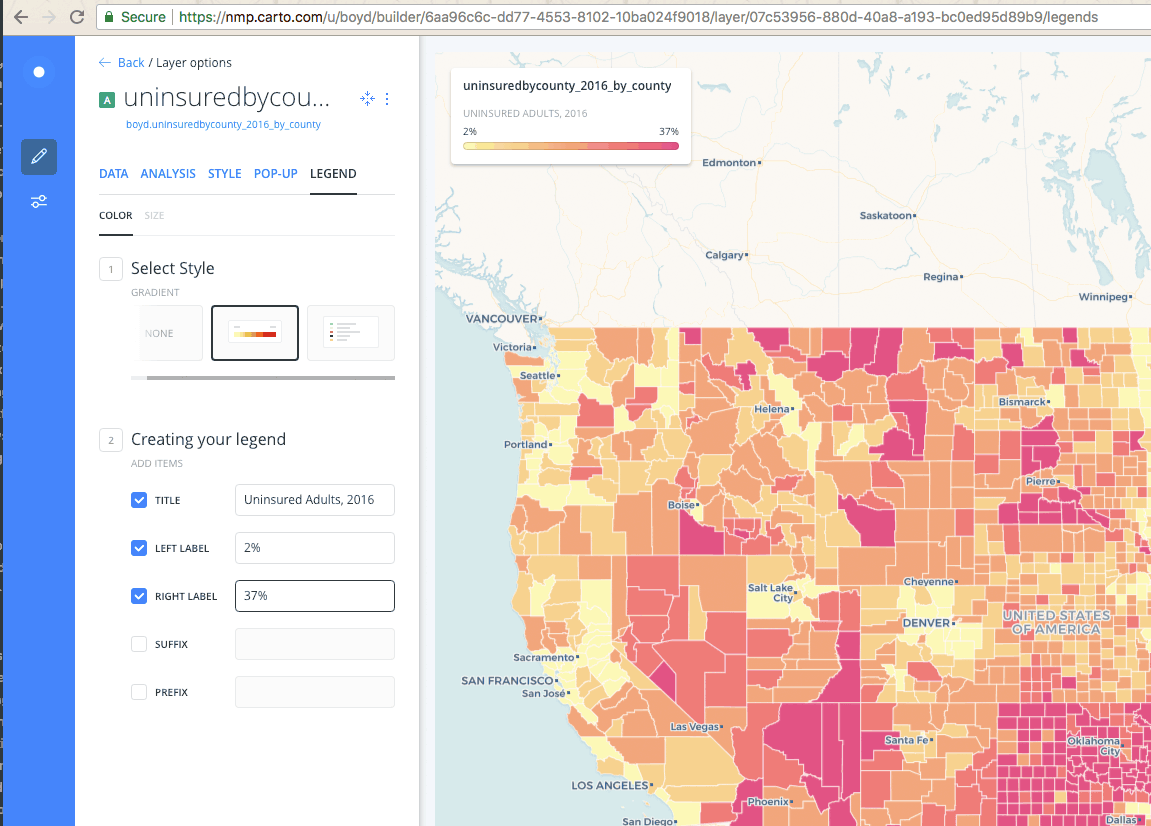 Secure
https://nmp.carto.com/u/boyd/builder/6aa96c6c-dd77-4553-8102-10ba024f9018/layer/07c53956-880d-40a8-a193-bc0ed95d89b9/legends
Back / Layer options
A uninsuredbycou...
boyd.uninsuredbycounty_2016_by_county
DATA ANALYSIS STYLE POP-UP LEGEND
COLOR SIZE
1 Select Style
GRADIENT
NONE
2 Creating your legend
ADD ITEMS
TITLE Uninsured Adults, 2016
LEFT LABEL 2%
RIGHT LABEL 37%
SUFFIX
PREFIX
uninsuredbycounty_2016_by_county
UNINSURED ADULTS, 2016
2% 37%
Edmonton
Saskatoon
Calgary
Regina
Winnipeg
VANCOUVER
Victoria
Seattle
Bismarck
Helena
Portland
Pierre
Boise
Cheyenne
Salt Lake
City
UNITED STATES
OF AMERICA
DENVER
Sacramento
SAN FRANCISCO
San José
Las Vegas
Santa Fe
Oklahoma
City
LOS ANGELES
Phoenix
Dallas
San Diego